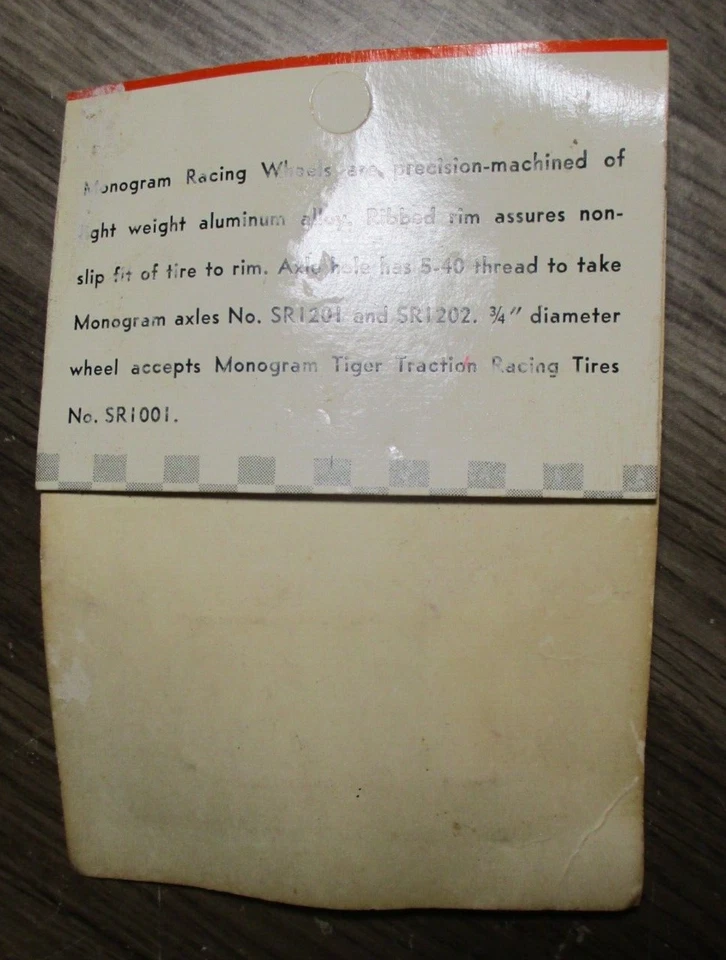 Monogram Racing Wheels are precision-machined of
light weight aluminum alloy. Ribbed rim assures non-
slip fit of tire to rim. Axle hole has 5-40 thread to take
Monogram axles No. SR1201 and SR1202. ¾" diameter
wheel accepts Monogram Tiger Traction Racing Tires
No. SR1001.